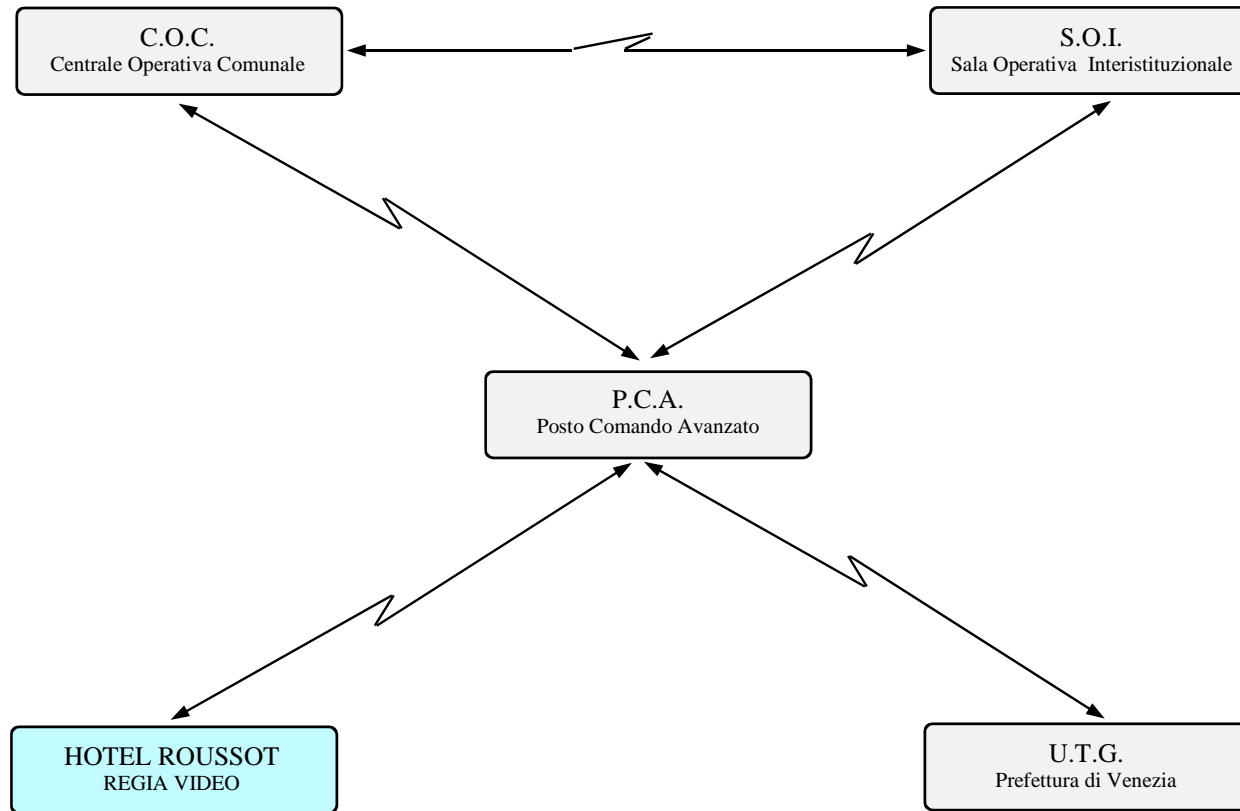 C.O.C.
Centrale Operativa Comunale
S.O.I.
Sala Operativa  Interistituzionale
P.C.A.
Posto Comando Avanzato
HOTEL ROUSSOT
REGIA VIDEO
U.T.G.
Prefettura di Venezia